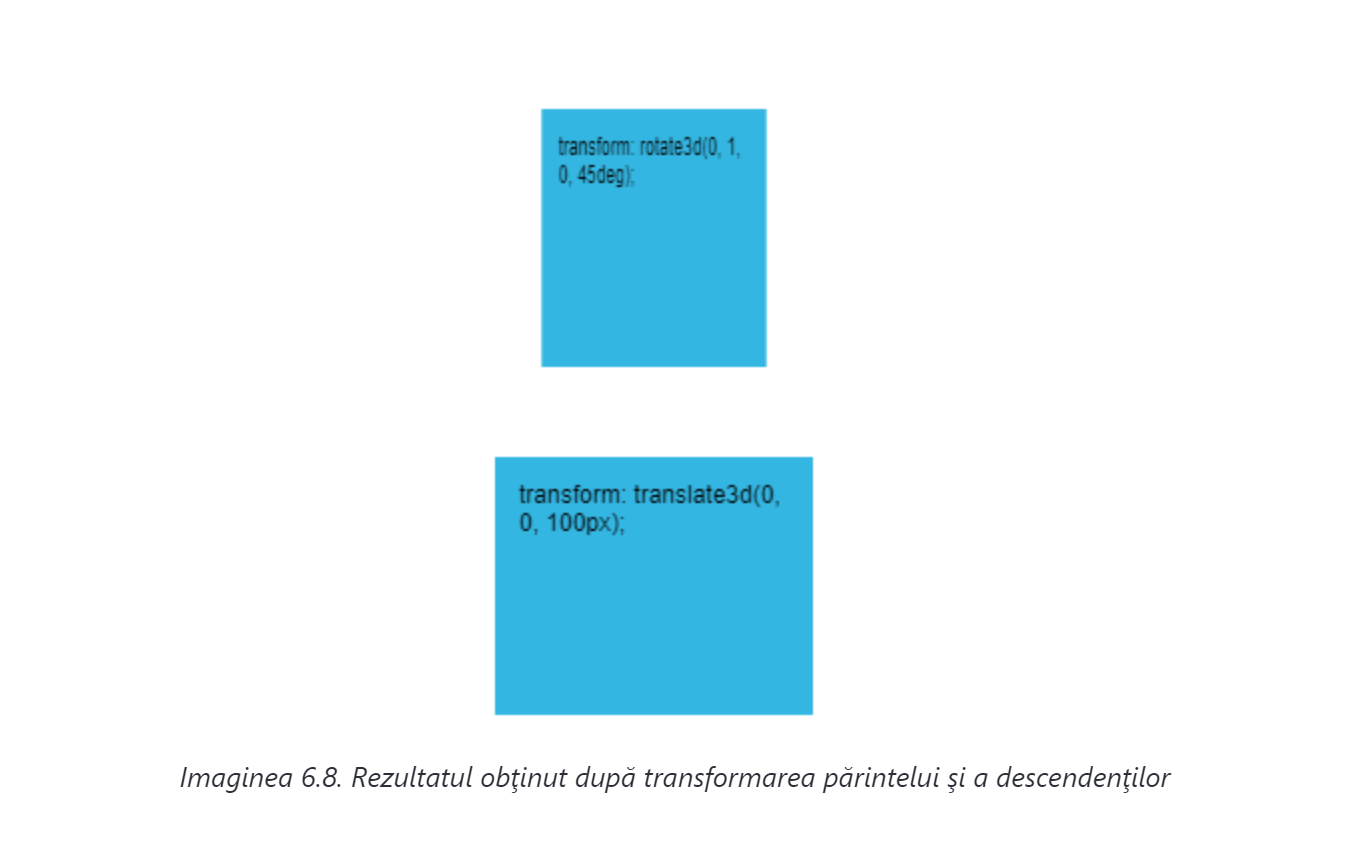 transform: rotate3d(0, 1,
0, 45deg);
transform: translate3d(0,
0, 100px);
Imaginea 6.8. Rezultatul obţinut după transformarea părintelui şi a descendenţilor